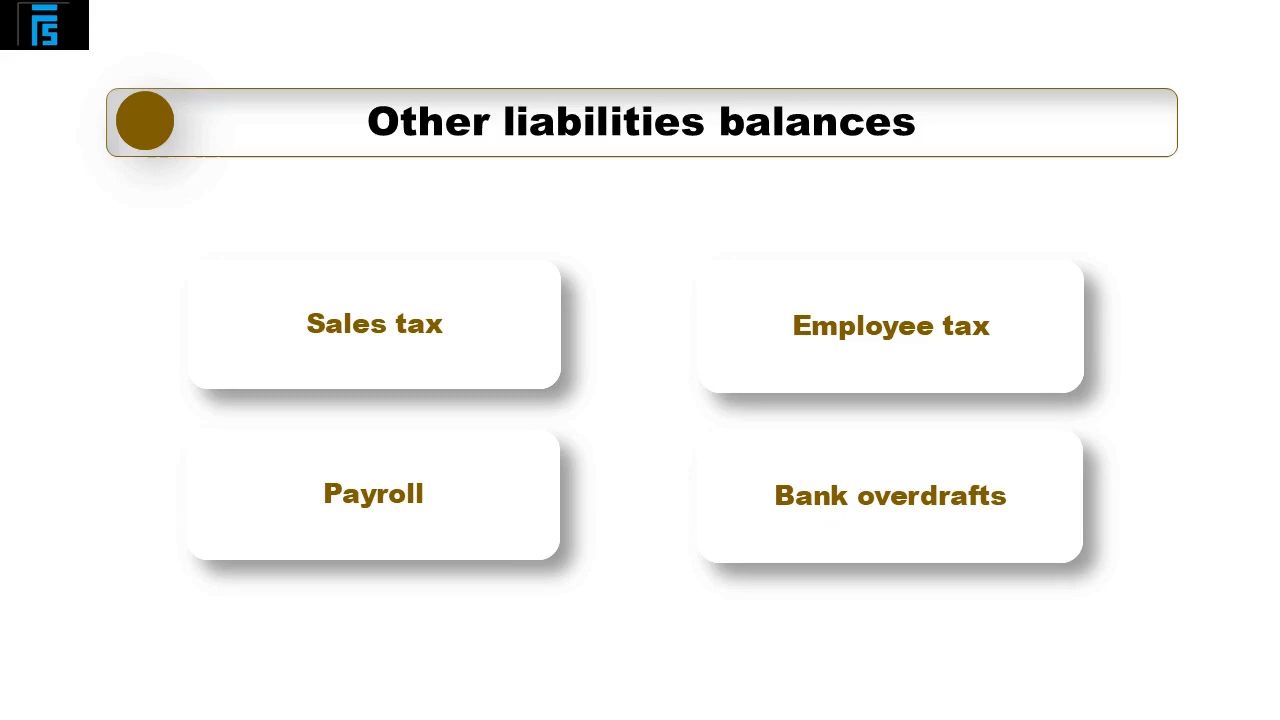 Other liabilities balances
Sales tax
Employee tax
Payroll
Bank overdrafts